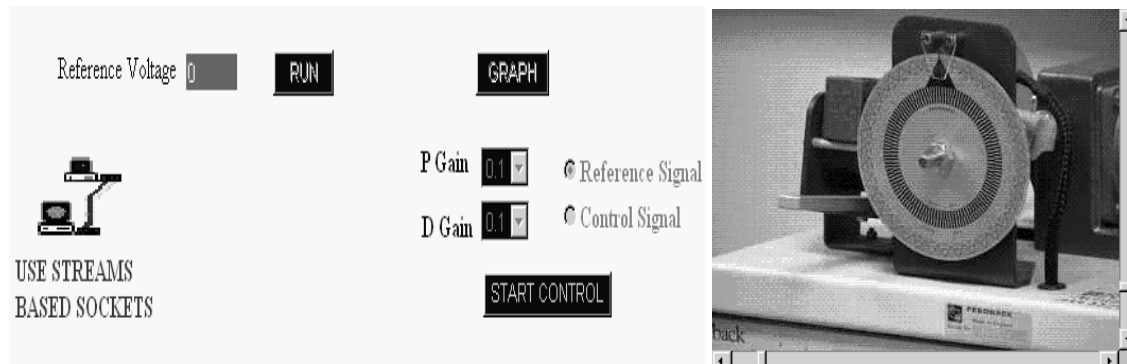 Reference Voltage 0
RUN
GRAPH
P Gain 0.1
Reference Signal
D Gain 0.1
Control Signal
USE STREAMS
BASED SOCKETS
START CONTROL
FEEDBACK
back